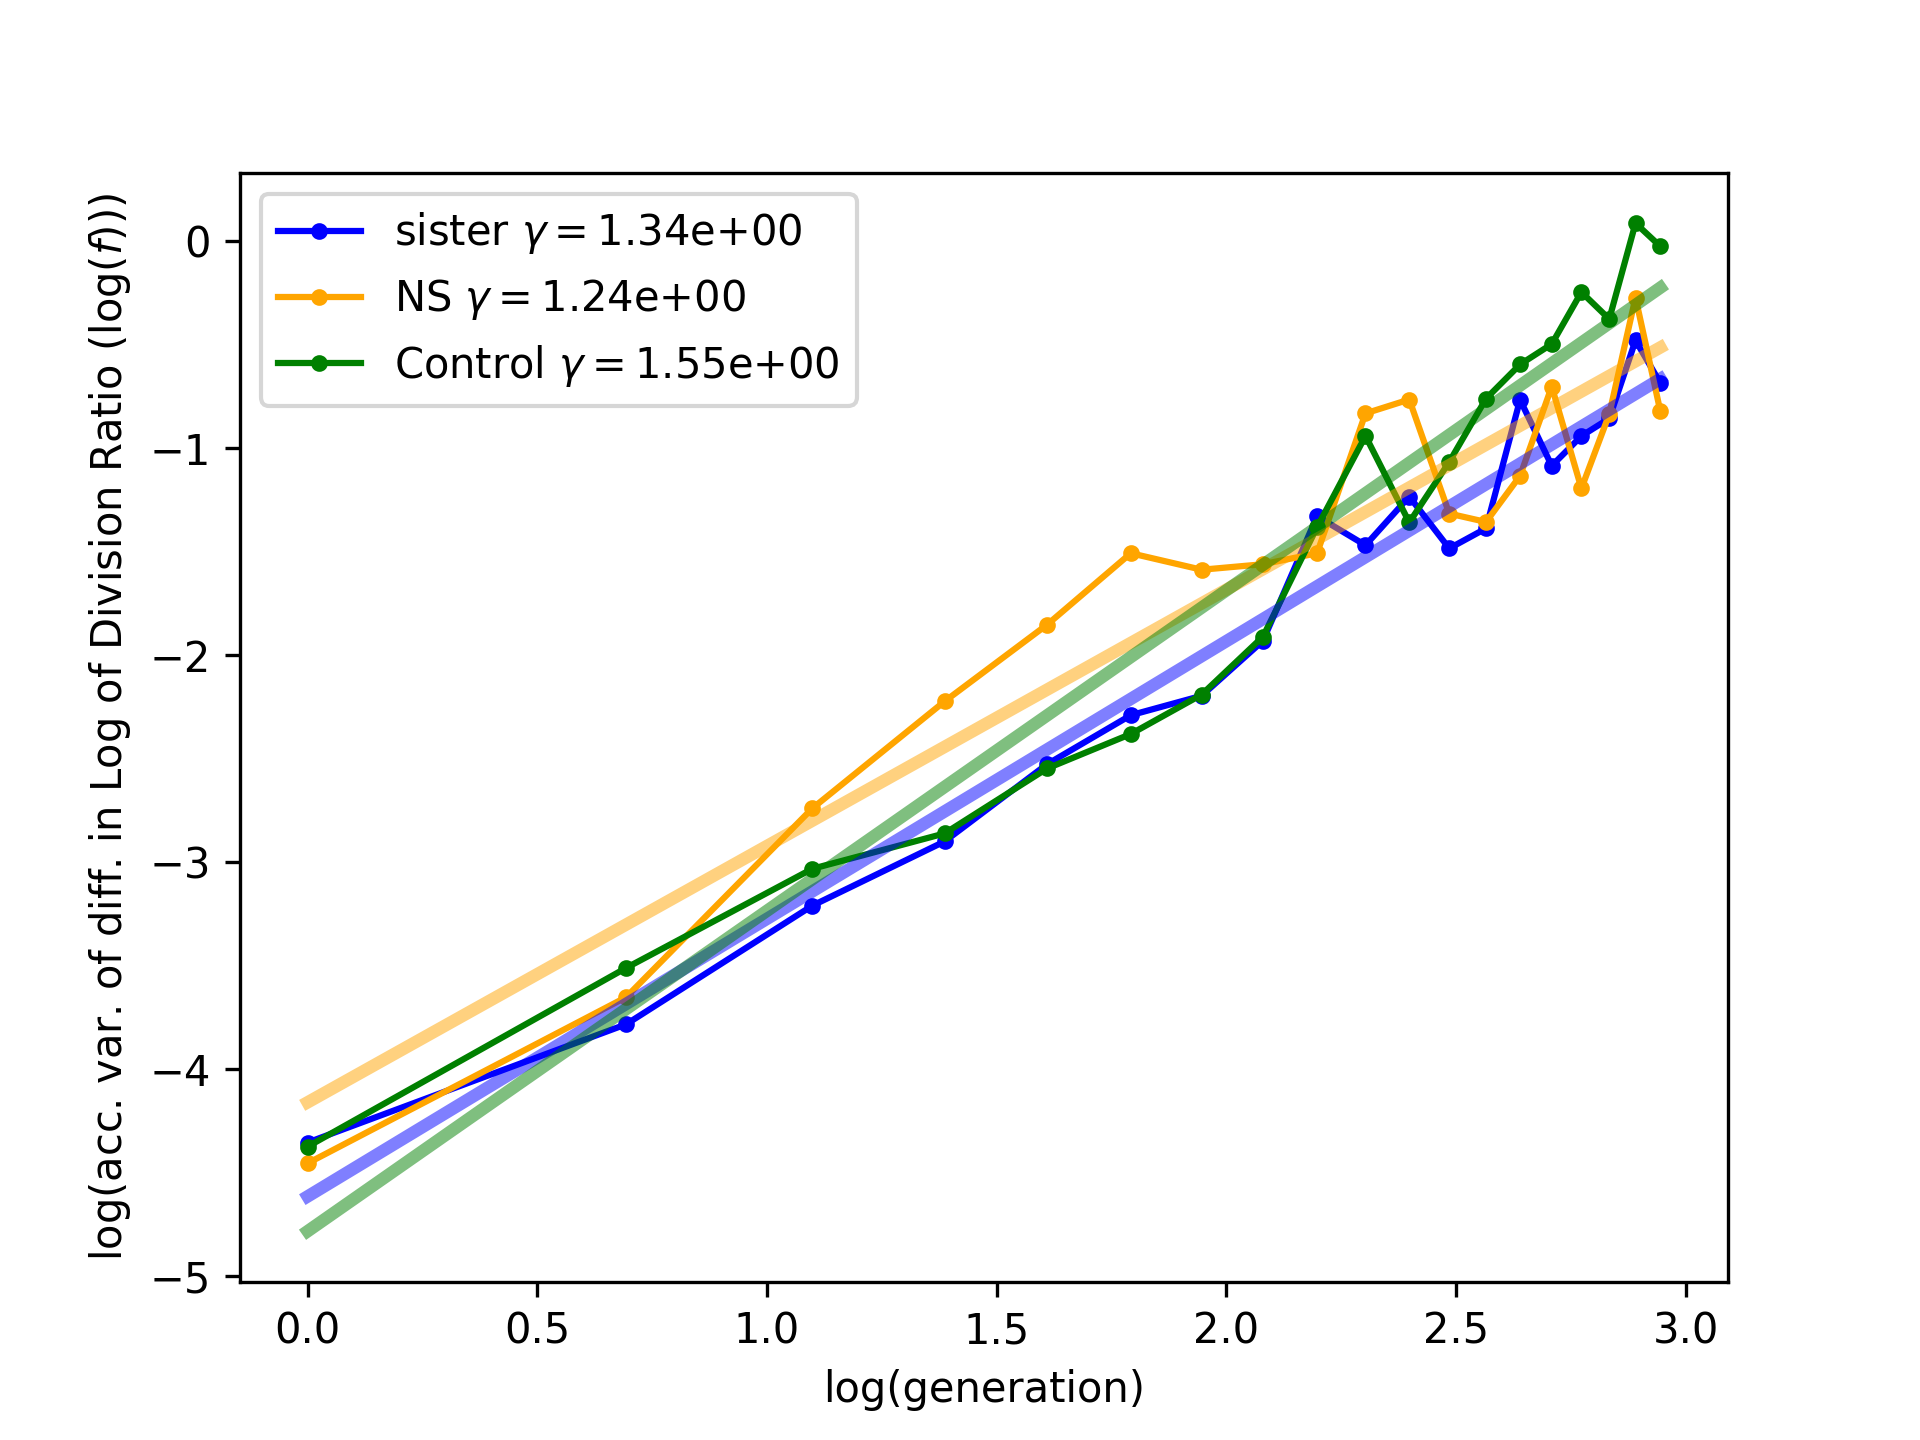 sister γ = 1.34e+00
NS γ = 1.24e+00
Control γ = 1.55e+00
log(acc. var. of diff. in Log of Division Ratio (log(f)))
0
−1
−2
−3
−4
−5
0.0 0.5 1.0 1.5 2.0 2.5 3.0
log(generation)